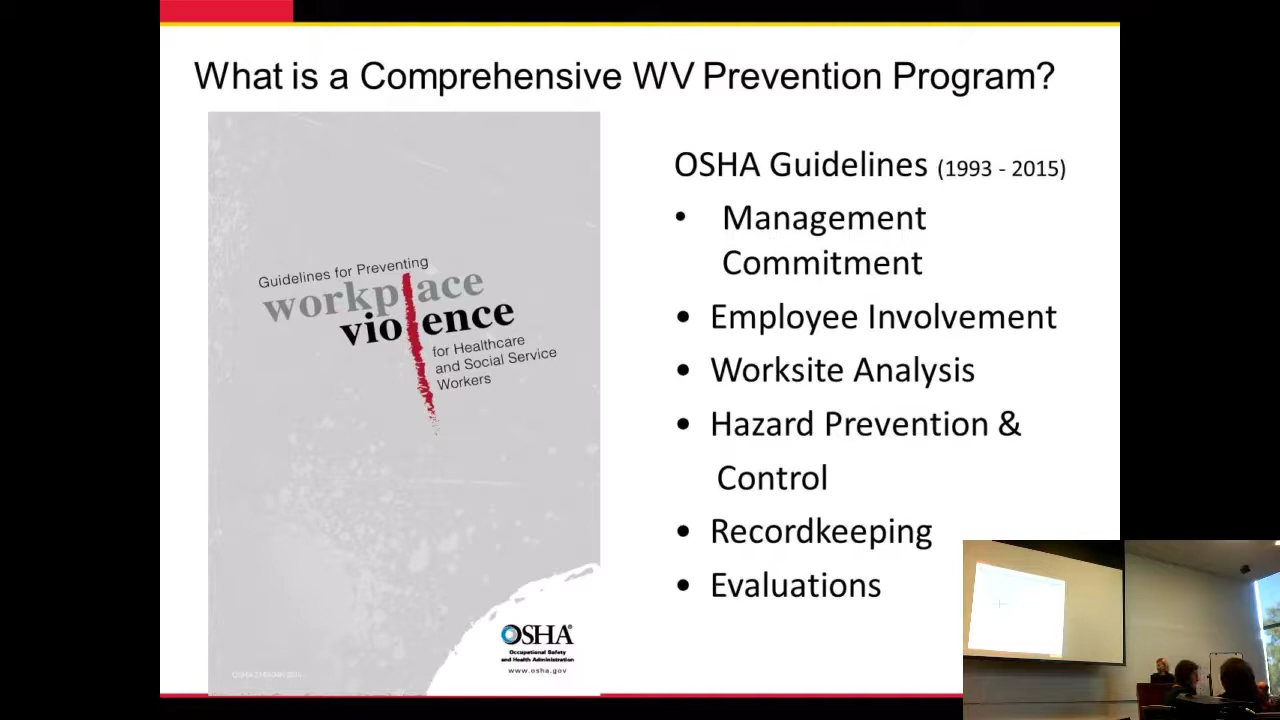 What is a Comprehensive WV Prevention Program?
Guidelines for Preventing
workplace
violence
for Healthcare
and Social Service
Workers
OSHA®
Occupational Safety
and Health Administration
www.osha.gov
OSHA Guidelines (1993 - 2015)
• Management
Commitment
• Employee Involvement
• Worksite Analysis
• Hazard Prevention &
Control
• Recordkeeping
• Evaluations